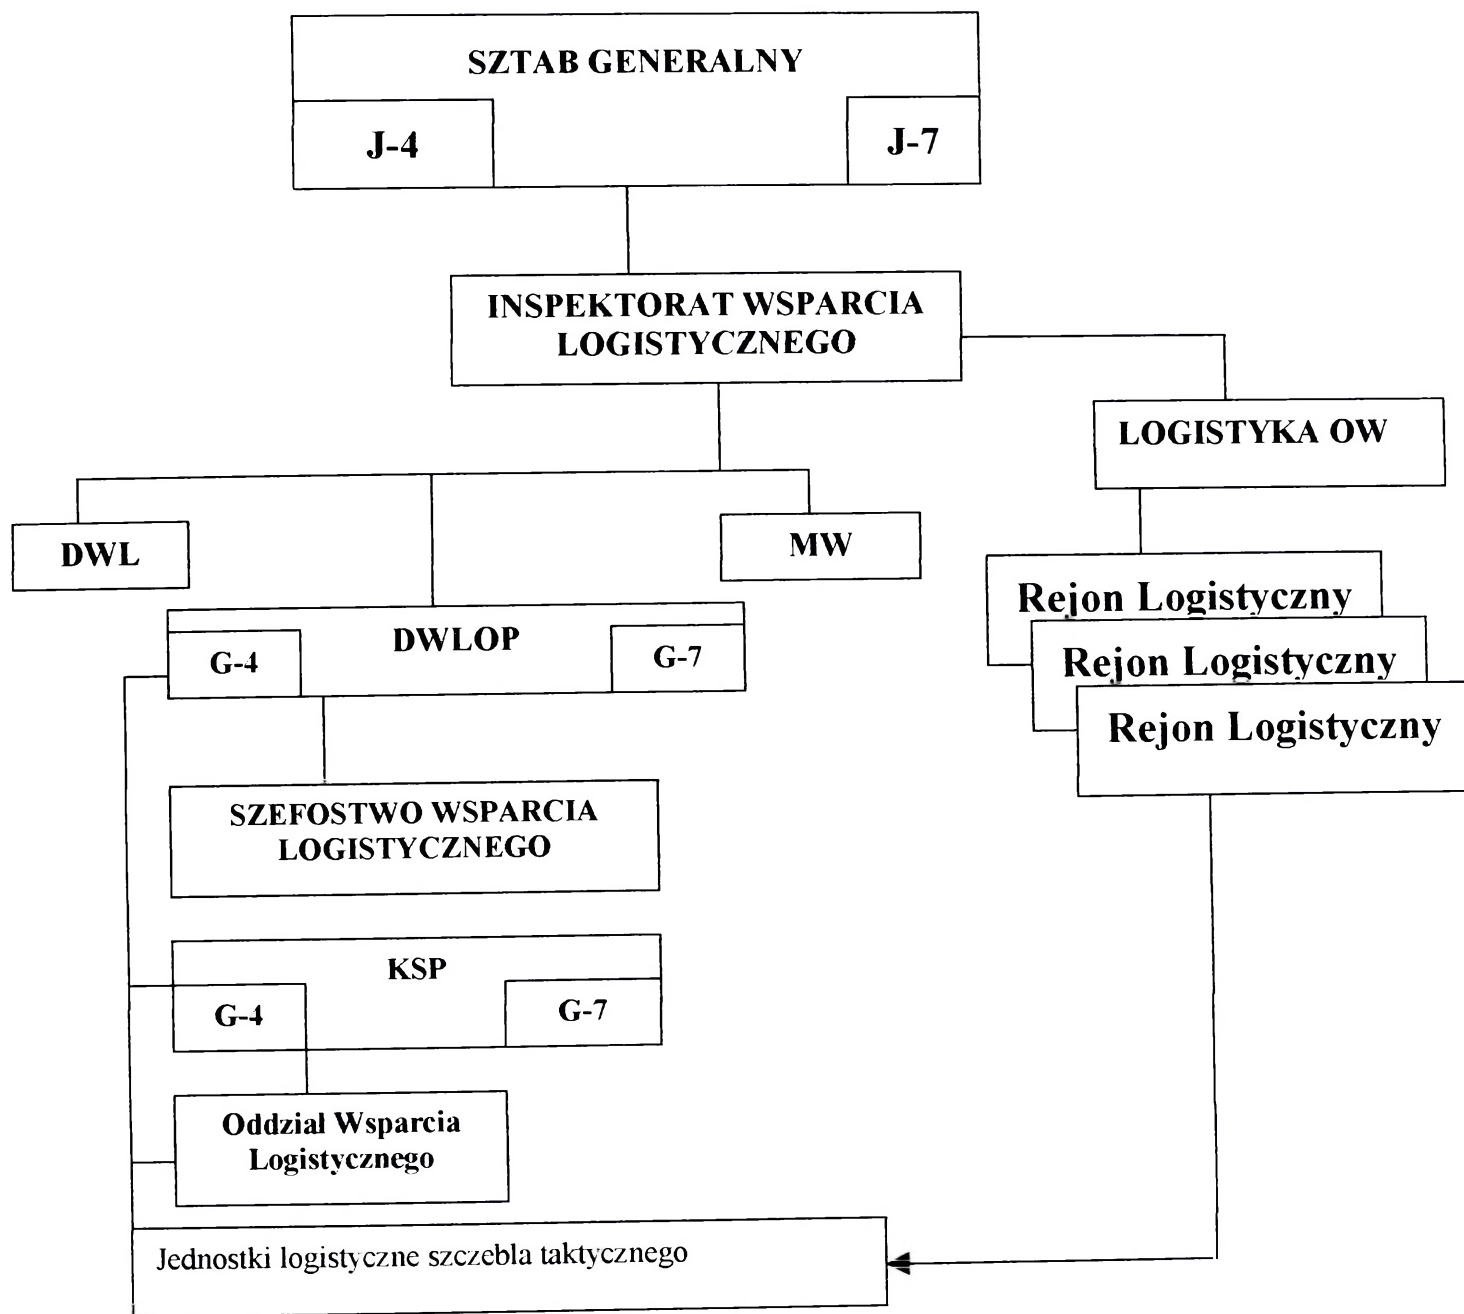 SZTAB GENERALNY
J-4
J-7
INSPEKTORAT WSPARCIA
LOGISTYCZNEGO
LOGISTYKA OW
DWL
MW
DWLOP
G-4
G-7
Rejon Logistyczny
Rejon Logistyczny
Rejon Logistyczny
SZEFOSTWO WSPARCIA
LOGISTYCZNEGO
KSP
G-4
G-7
Oddział Wsparcia
Logistycznego
Jednostki logistyczne szczebla taktycznego